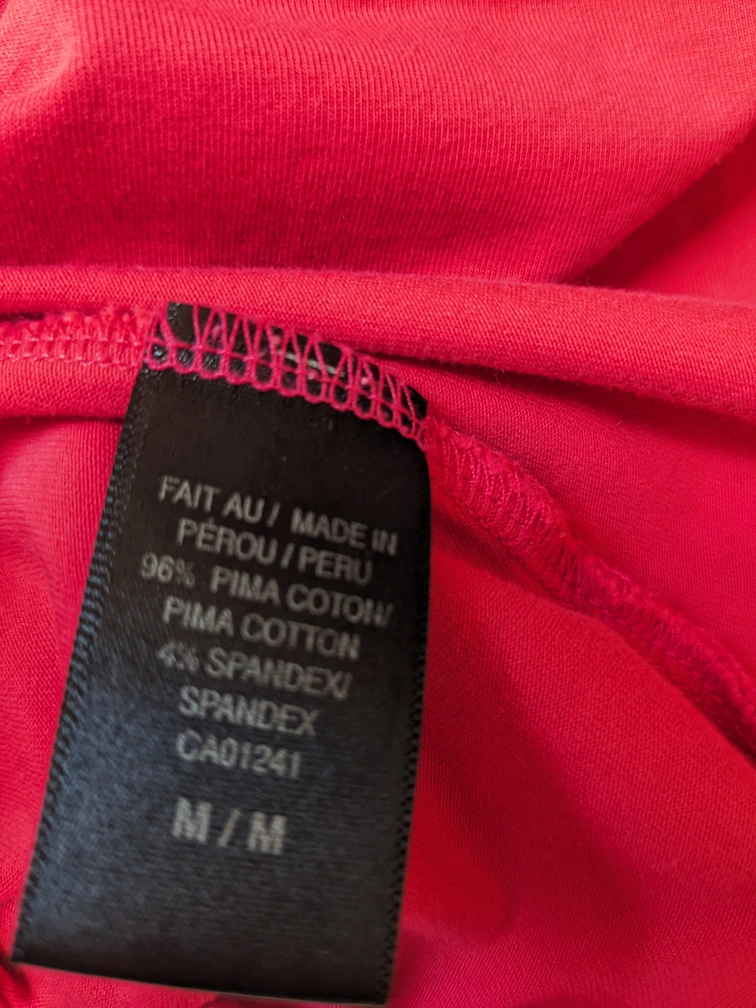 FAIT AU / MADE IN
PÉROU / PERU
96% PIMA COTON/
PIMA COTTON
4% SPANDEX/
SPANDEX
CA01241
M / M